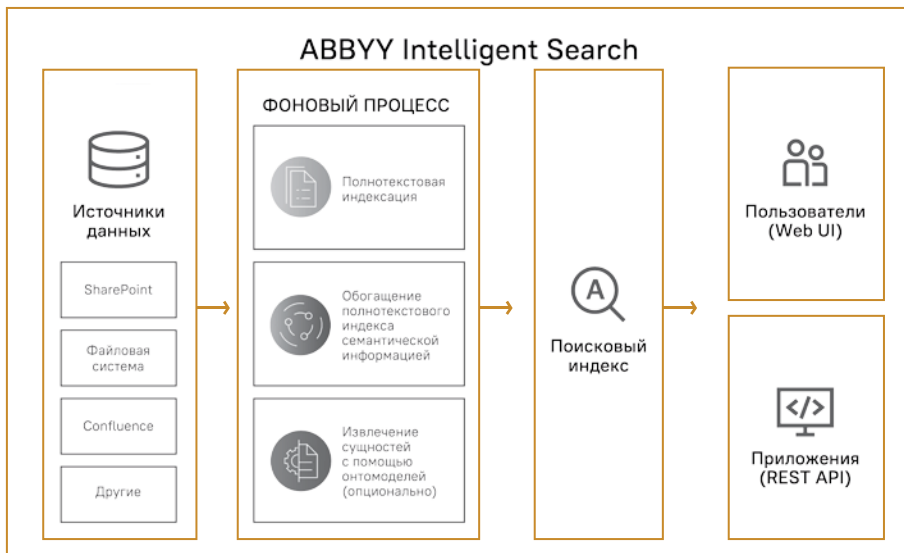 ABBYY Intelligent Search
Источники
данных
SharePoint
Файловая
система
Confluence
Другие
ФОНОВЫЙ ПРОЦЕСС
Полнотекстовая
индексация
Обогащение
полнотекстового
индекса
семантической
информацией
Извлечение
сущностей
с помощью
онтомоделей
(опционально)
A
Поисковый
индекс
Пользователи
(Web UI)
</>
Приложения
(REST API)